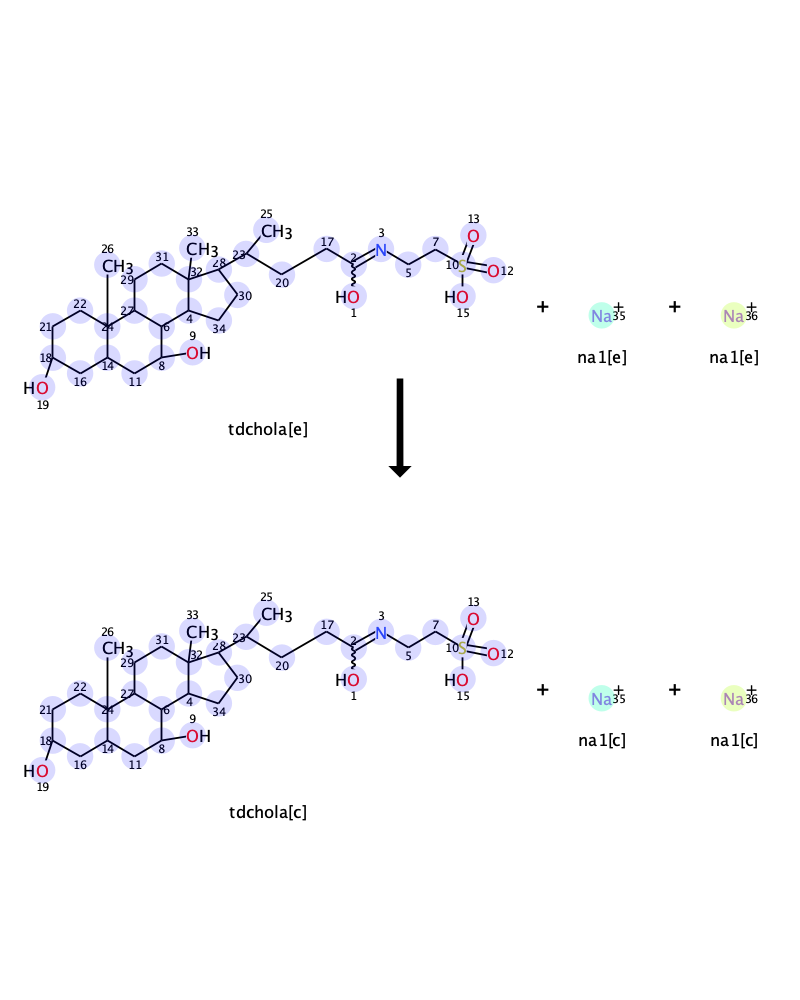 13
25
33
3
O
CH3
17
7
23
N
26
CH3
2
10
S
O
12
31
28
5
CH3
32
20
29
HO
HO
30
22
27
1
15
+
Na
+
35
+
Na
+
36
4
21
24
6
34
9
OH
na1[e]
na1[e]
18
14
8
16
11
HO
19
tdchola[e]
13
25
33
3
O
CH3
17
7
23
N
26
CH3
2
10
S
O
12
31
28
5
CH3
32
20
29
HO
HO
30
22
27
1
15
+
Na
+
35
+
Na
+
36
4
21
24
6
34
9
OH
na1[c]
na1[c]
18
14
8
16
11
HO
19
tdchola[c]